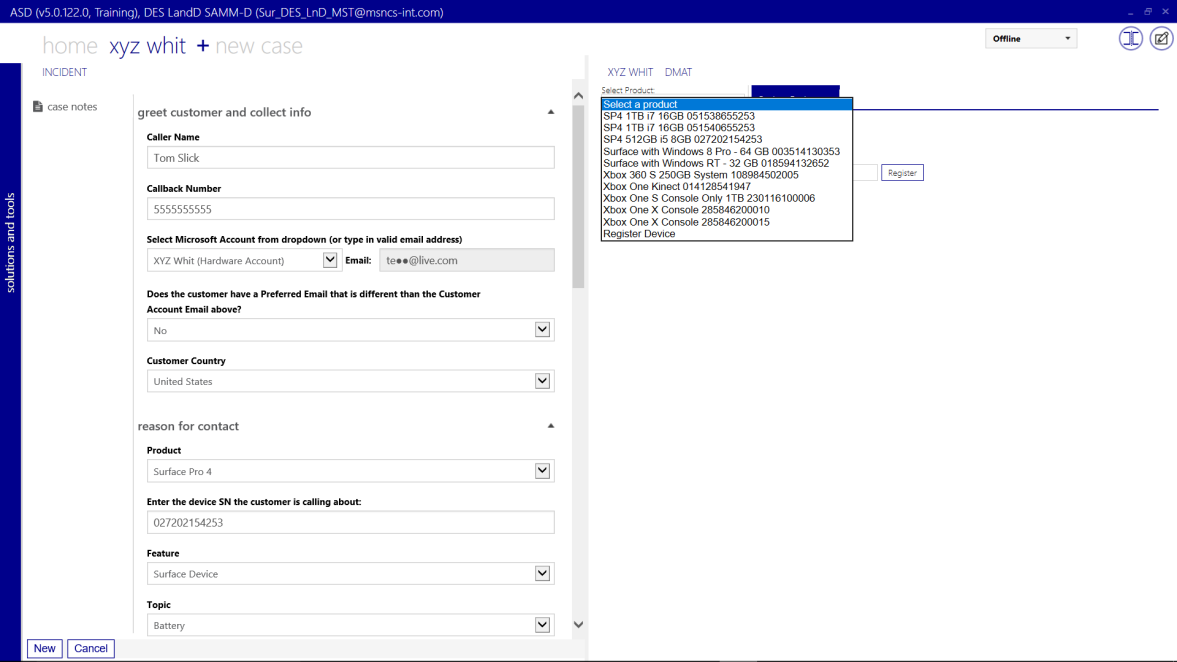 ASD (v5.0.122.0, Training), DES LandD SAMM-D (Sur_DES_LnD_MST@msncs-int.com)
home xyz whit + new case
Offline
INCIDENT
case notes
solutions and tools
greet customer and collect info
Caller Name
Tom Slick
Callback Number
5555555555
Select Microsoft Account from dropdown (or type in valid email address)
XYZ Whit (Hardware Account) Email: te●●@live.com
Does the customer have a Preferred Email that is different than the Customer
Account Email above?
No
Customer Country
United States
reason for contact
Product
Surface Pro 4
Enter the device SN the customer is calling about:
027202154253
Feature
Surface Device
Topic
Battery
New Cancel
XYZ WHIT DMAT
Select Product:
Select a product
SP4 1TB i7 16GB 051538655253
SP4 1TB i7 16GB 051540655253
SP4 512GB i5 8GB 027202154253
Surface with Windows 8 Pro - 64 GB 003514130353
Surface with Windows RT - 32 GB 018594132652
Xbox 360 S 250GB System 108984502005
Xbox One Kinect 014128541947
Xbox One S Console Only 1TB 230116100006
Xbox One X Console 285846200010
Xbox One X Console 285846200015
Register Device
Register